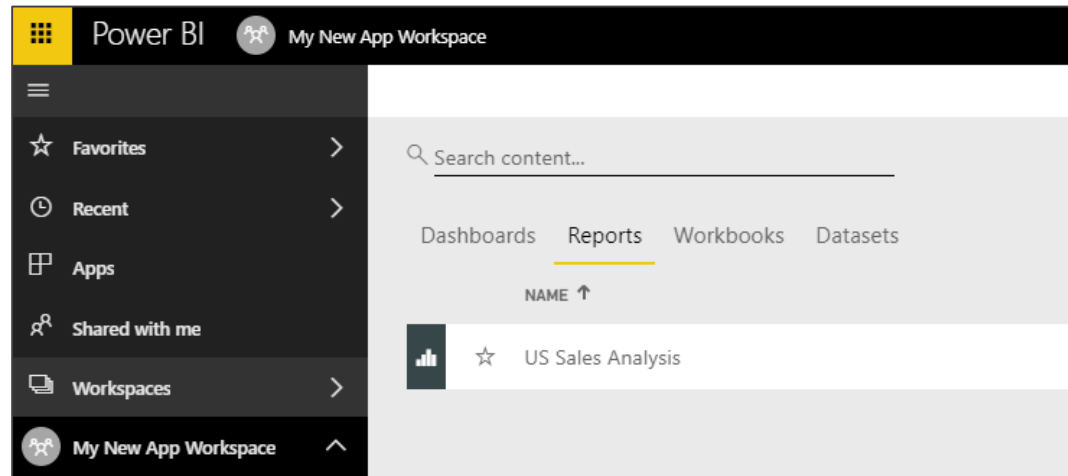 Power BI My New App Workspace
Favorites
Recent
Apps
Shared with me
Workspaces
My New App Workspace
Search content...
Dashboards Reports Workbooks Datasets
NAME
US Sales Analysis